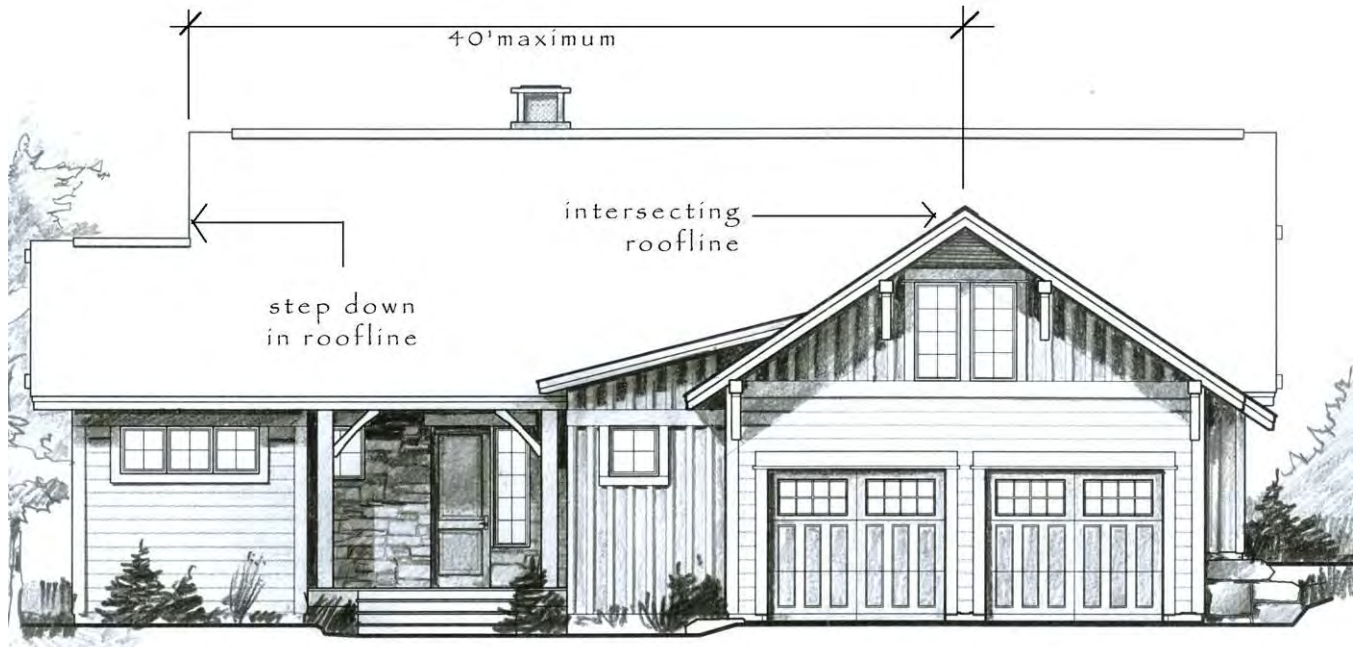 40'maximum
intersecting
roofline
step down
in roofline